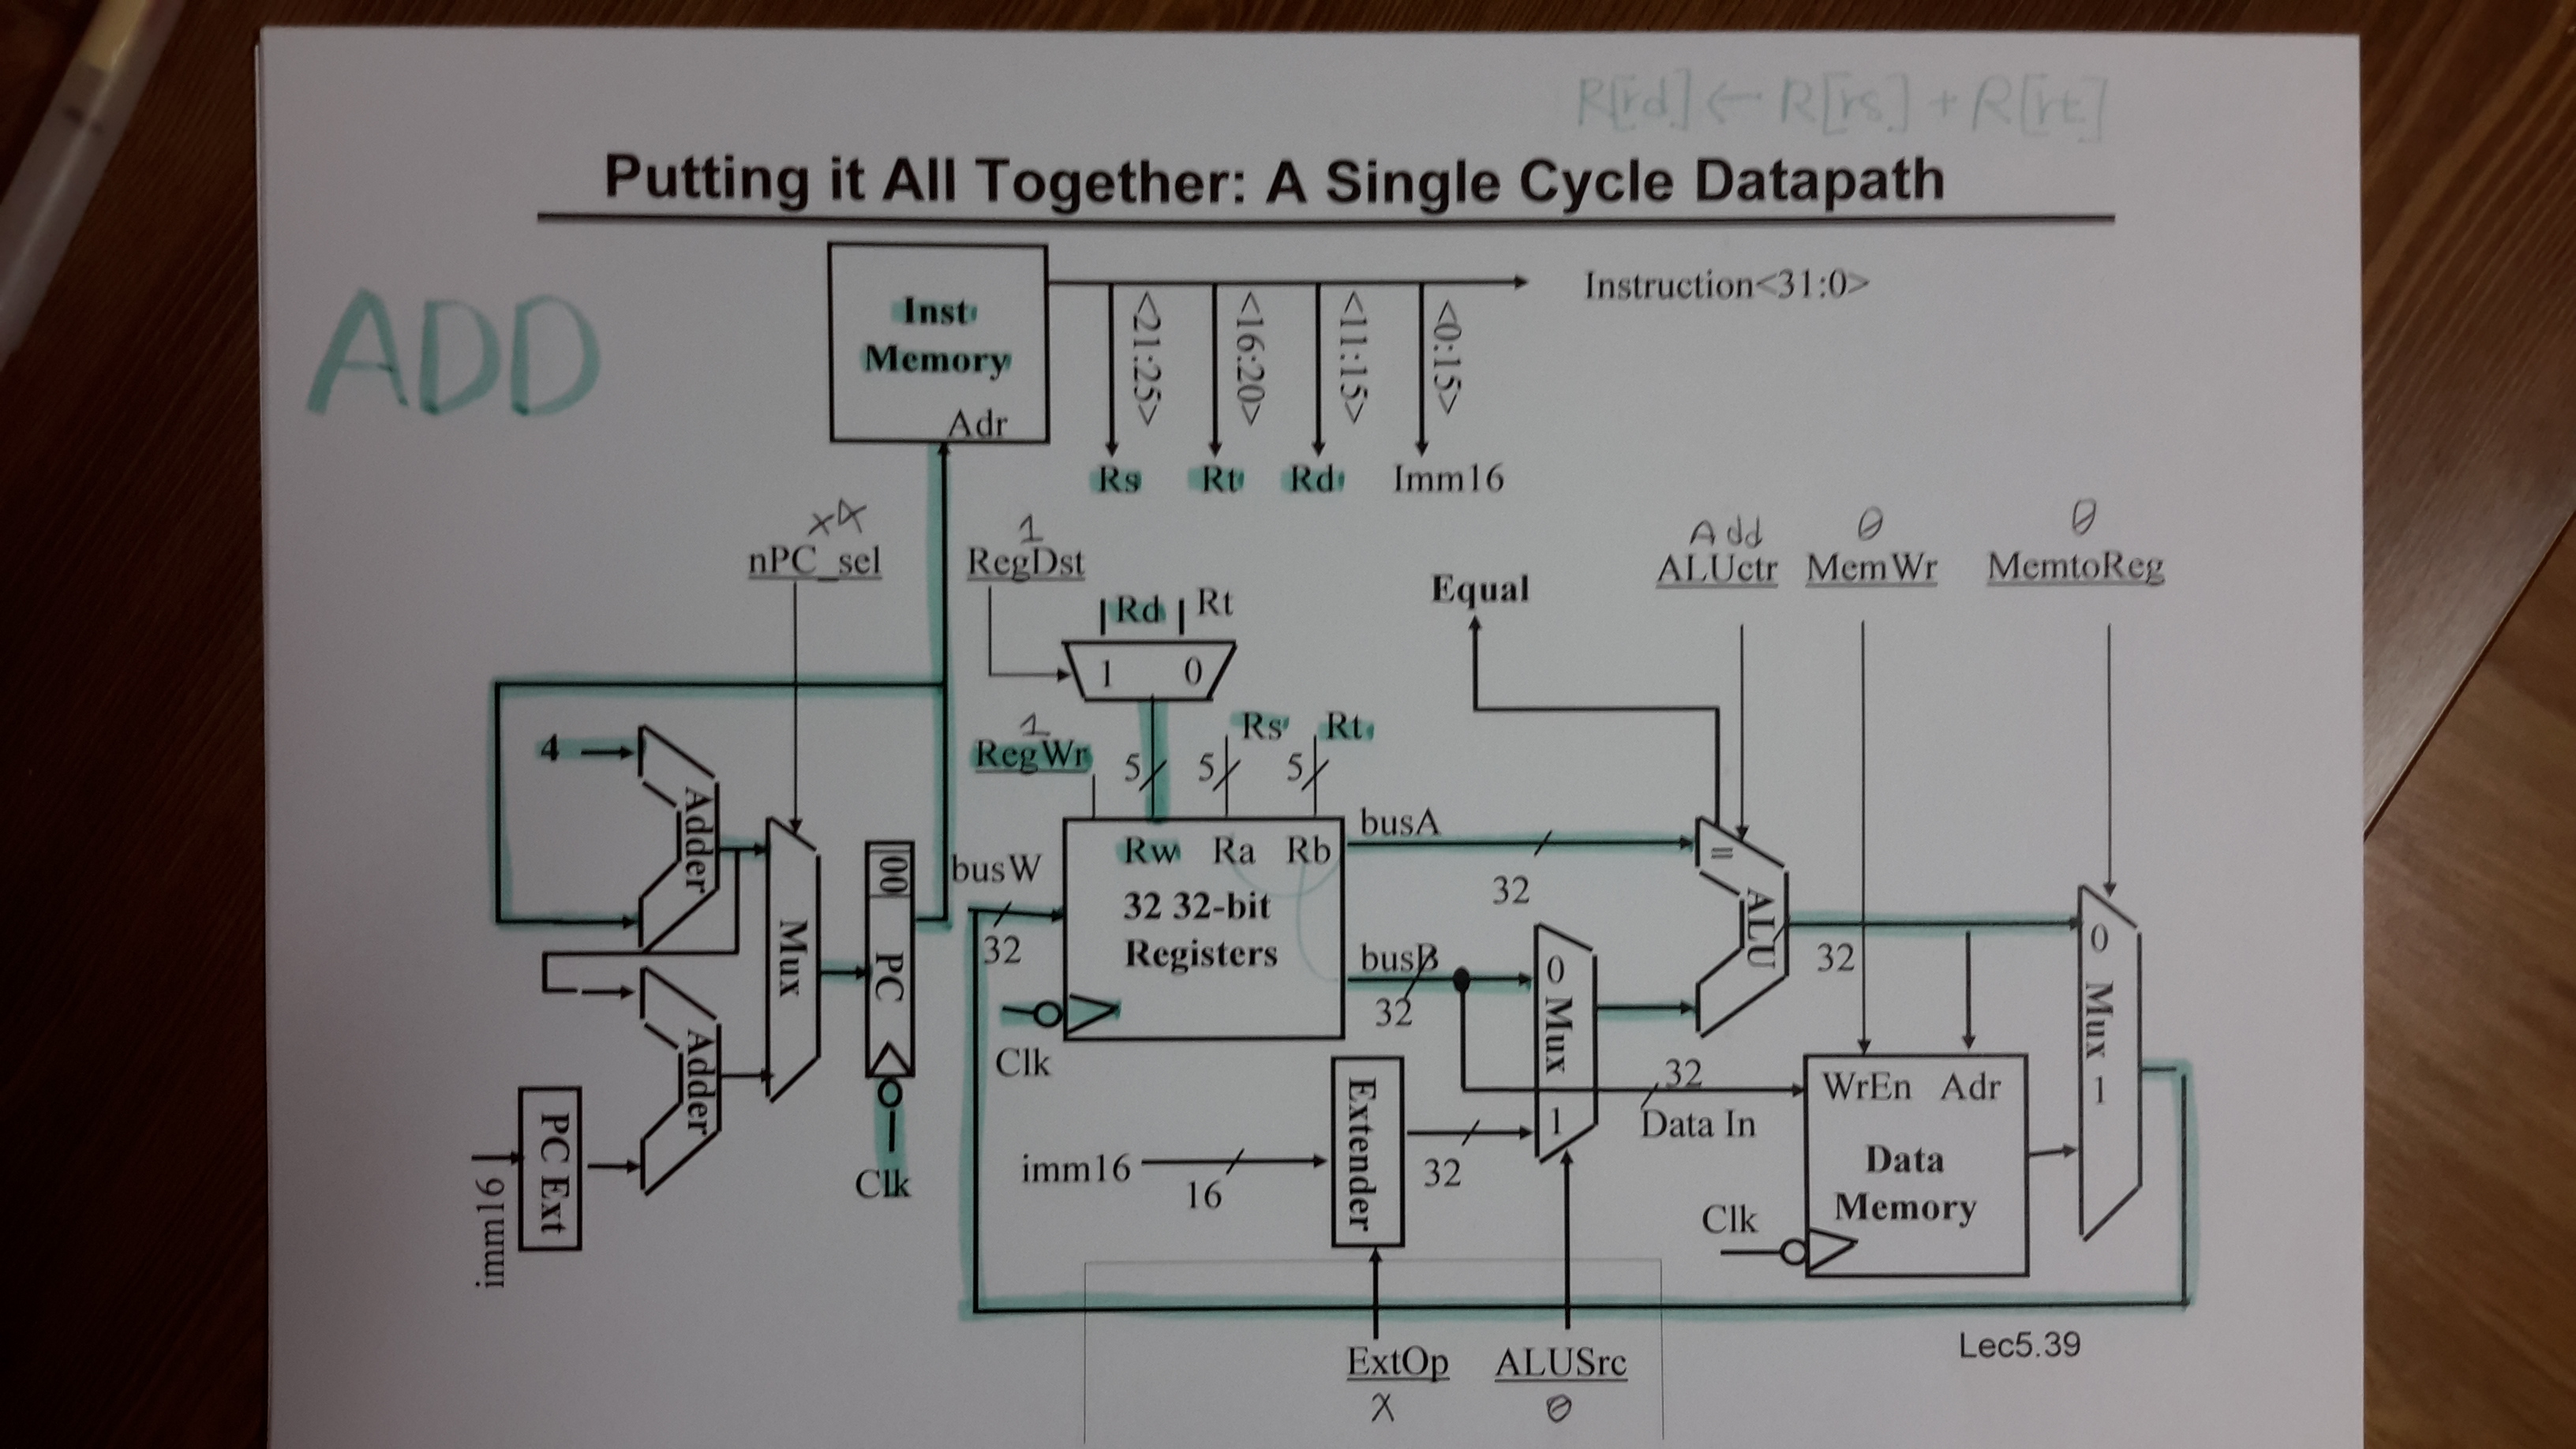 R[rd] ← R[rs] + R[rt]
Putting it All Together: A Single Cycle Datapath
ADD
Inst
Memory
Adr
Instruction<31:0>
<21:25>
<16:20>
<11:15>
<0:15>
Rs Rt Rd Imm16
nPC_sel
1
RegDst
Add
ALUctr
0
MemWr
0
MemtoReg
Equal
Rd Rt
1 0
1
RegWr
5 5 5
Rs Rt
4
Adder
Mux
00
PC
Clk
Adder
PC Ext
imm16
busW
32
Rw Ra Rb
32 32-bit
Registers
Clk
busA
32
busB
32
0
Mux
1
=
ALU
32
0
Mux
1
imm16
16
Extender
32
32
Data In
WrEn Adr
Data
Memory
Clk
ExtOp
x
ALUSrc
0
Lec5.39